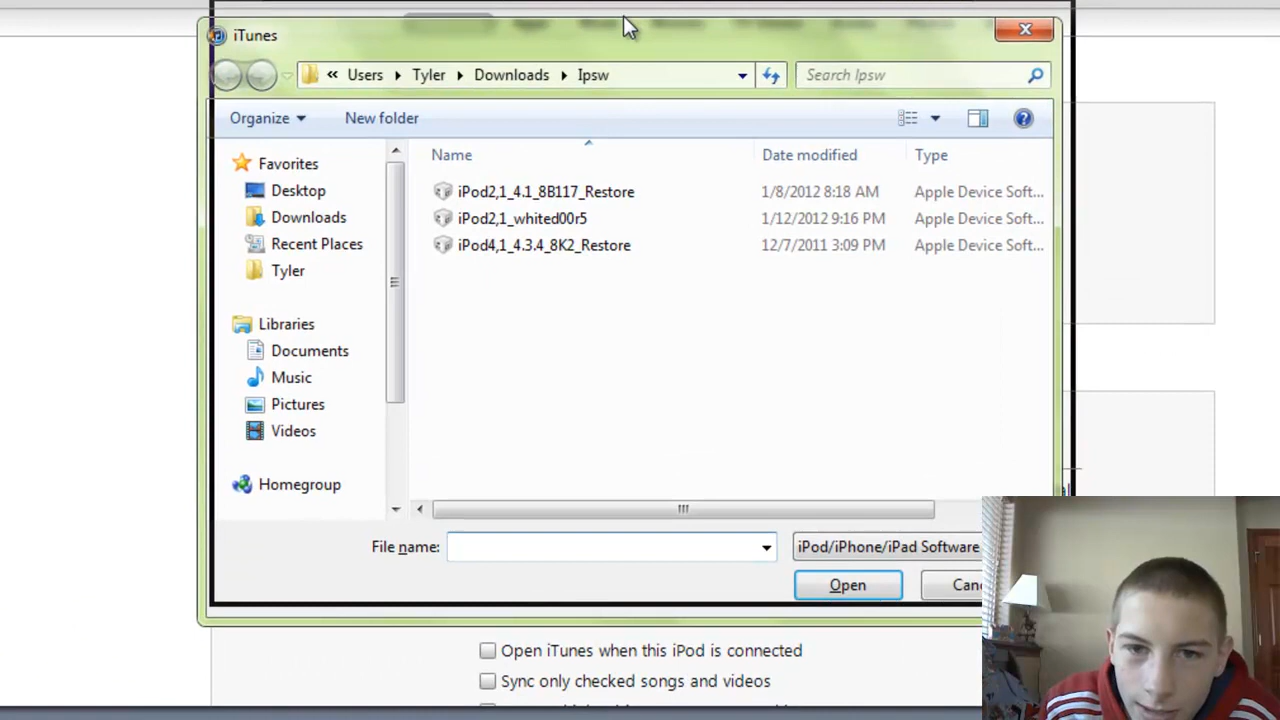 iTunes
« Users Tyler Downloads Ipsw
Search Ipsw
Organize New folder
Name Date modified Type
Favorites
Desktop
Downloads
Recent Places
Tyler
Libraries
Documents
Music
Pictures
Videos
Homegroup
iPod2,1_4.1_8B117_Restore 1/8/2012 8:18 AM Apple Device Soft...
iPod2,1_whited00r5 1/12/2012 9:16 PM Apple Device Soft...
iPod4,1_4.3.4_8K2_Restore 12/7/2011 3:09 PM Apple Device Soft...
File name: iPod/iPhone/iPad Software
Open Canc
Open iTunes when this iPod is connected
Sync only checked songs and videos